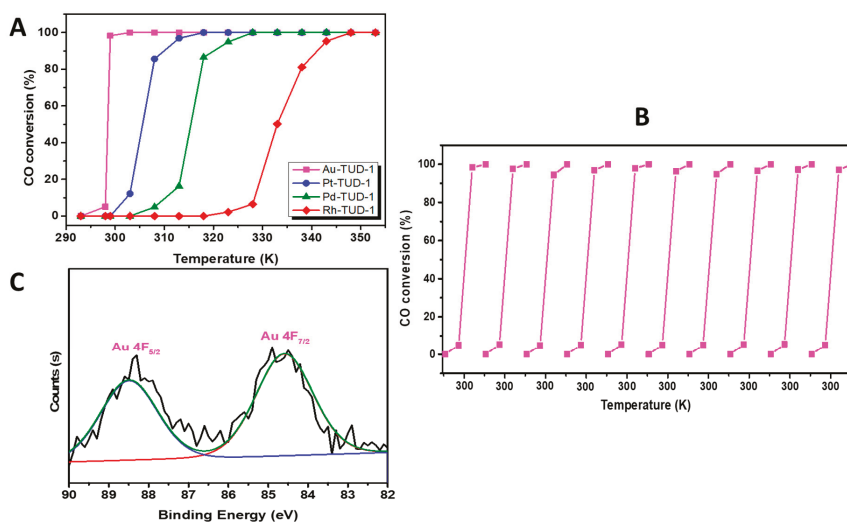 A
CO conversion (%)
100
80
60
40
20
0
Au-TUD-1
Pt-TUD-1
Pd-TUD-1
Rh-TUD-1
290 300 310 320 330 340 350
Temperature (K)
B
CO conversion (%)
100
80
60
40
20
0
300 300 300 300 300 300 300 300 300 300
Temperature (K)
C
Counts (s)
Au 4F5/2
Au 4F7/2
90 89 88 87 86 85 84 83 82
Binding Energy (eV)